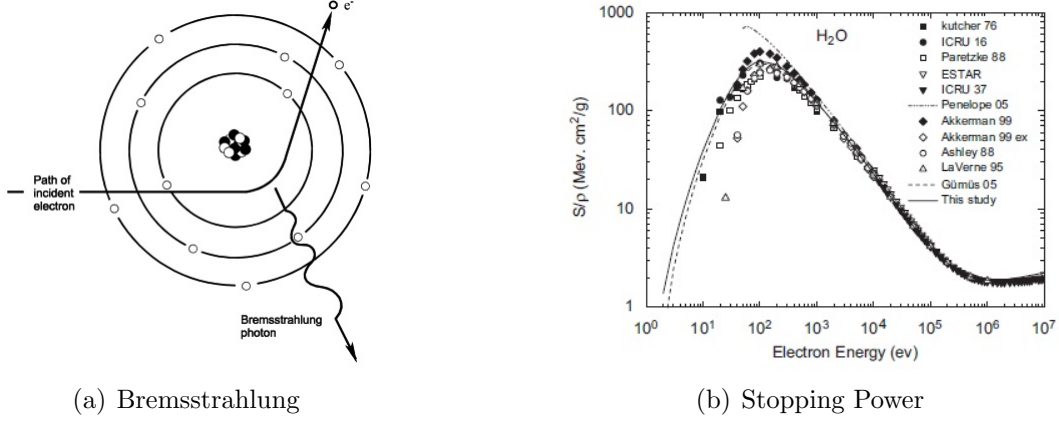 e⁻
Path of
incident
electron
Bremsstrahlung
photon
(a) Bremsstrahlung
S/ρ (Mev. cm²/g)
1000
100
10
1
H₂O
kutcher 76
ICRU 16
Paretzke 88
ESTAR
ICRU 37
Penelope 05
Akkerman 99
Akkerman 99 ex
Ashley 88
LaVerne 95
Gümüs 05
This study
10⁰ 10¹ 10² 10³ 10⁴ 10⁵ 10⁶ 10⁷
Electron Energy (ev)
(b) Stopping Power